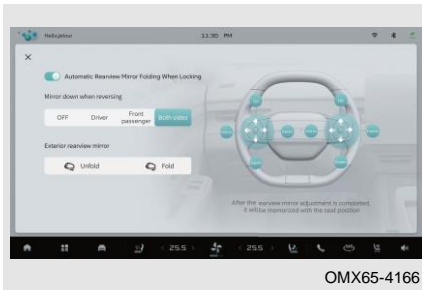 Hello,jetour
11:30 PM
Automatic Rearview Mirror Folding When Locking
Mirror down when reversing
OFF
Driver
Front
passenger
Both sides
Exterior rearview mirror
Unfold
Fold
After the rearview mirror adjustment is completed,
it will be memorized with the seat position
25.5
25.5
OMX65-4166